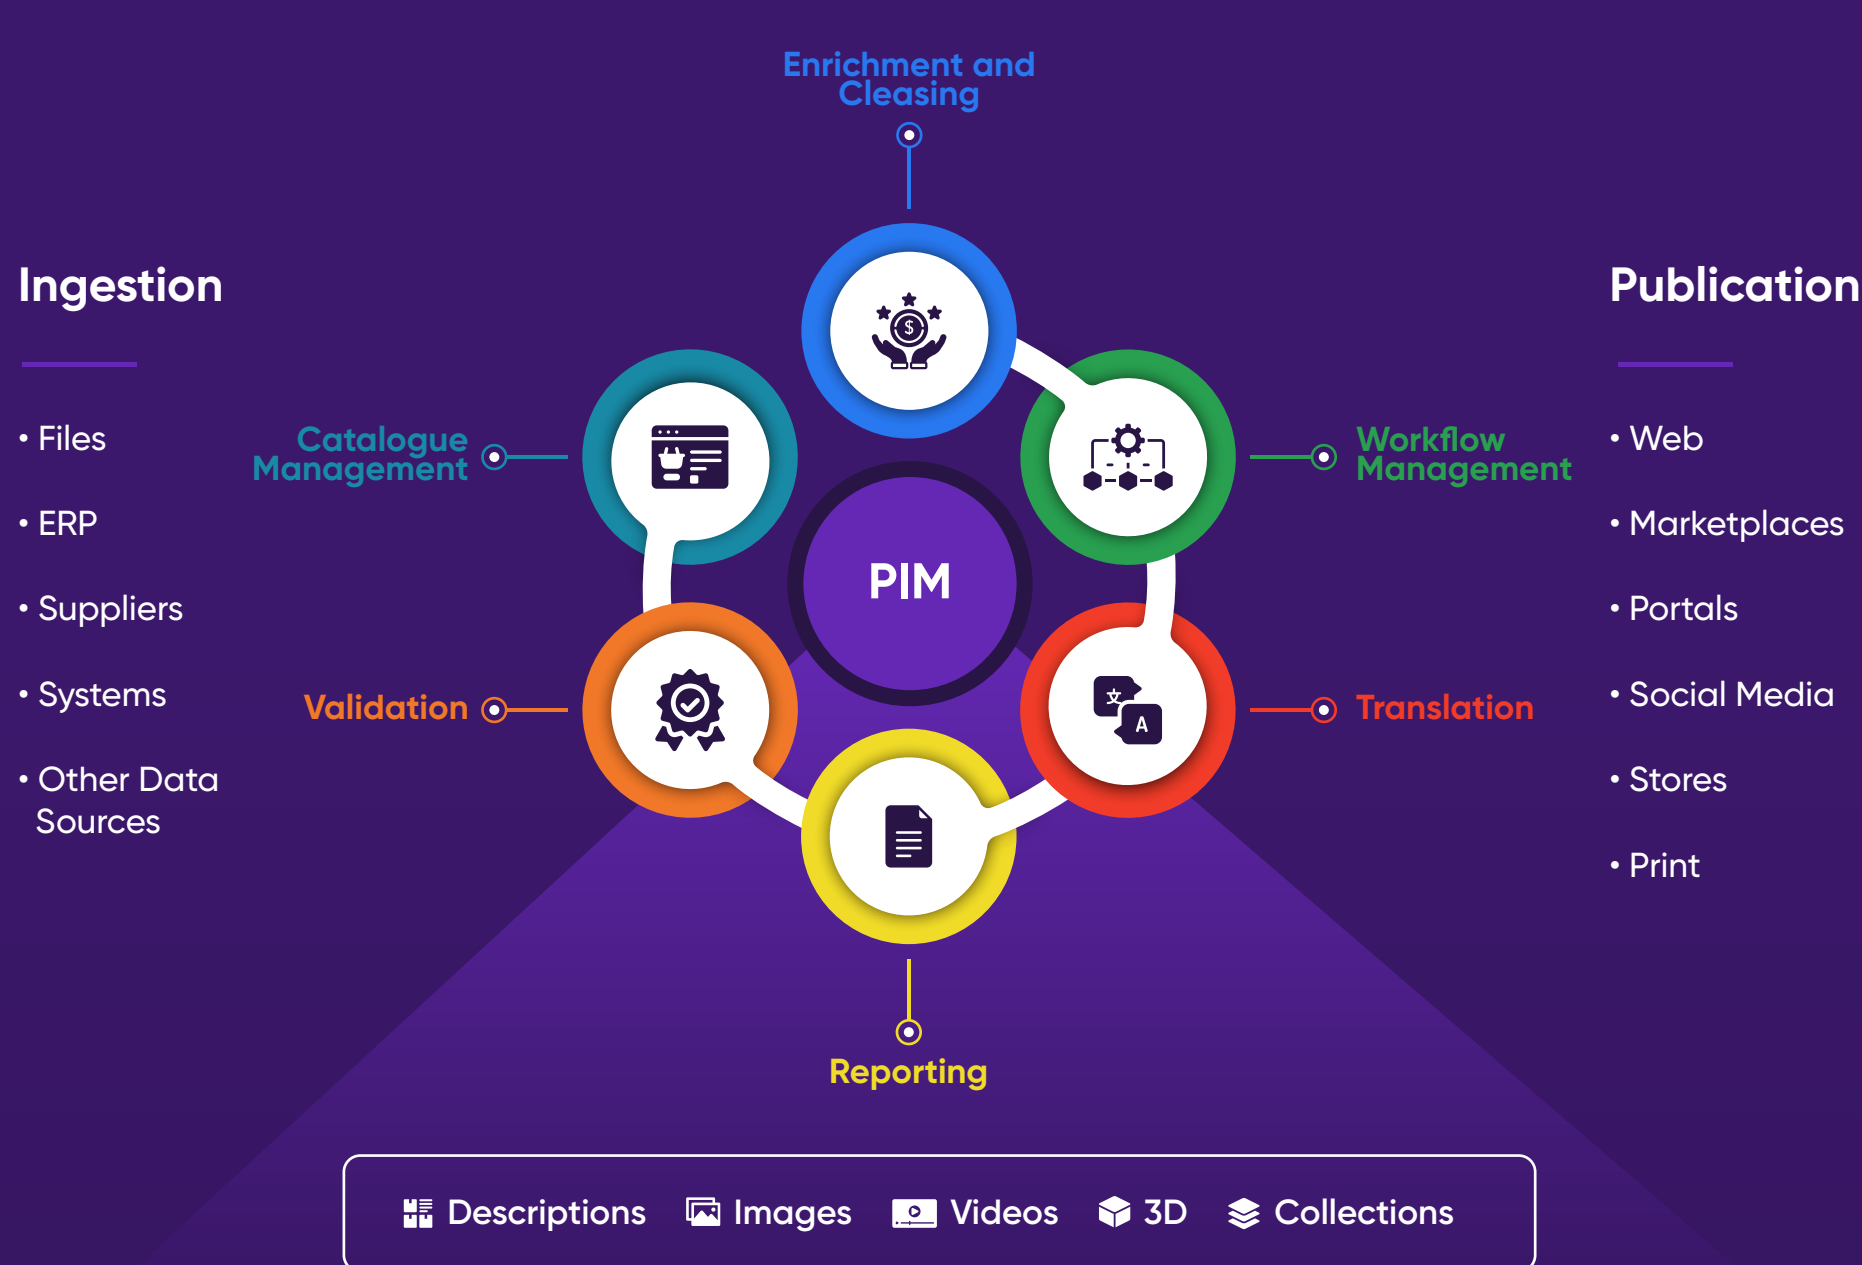 Enrichment and
Cleasing
Ingestion
• Files
• ERP
• Suppliers
• Systems
• Other Data
Sources
Catalogue
Management
Validation
$
PIM
文
A
Workflow
Management
Translation
Reporting
Publication
• Web
• Marketplaces
• Portals
• Social Media
• Stores
• Print
Descriptions Images Videos 3D Collections